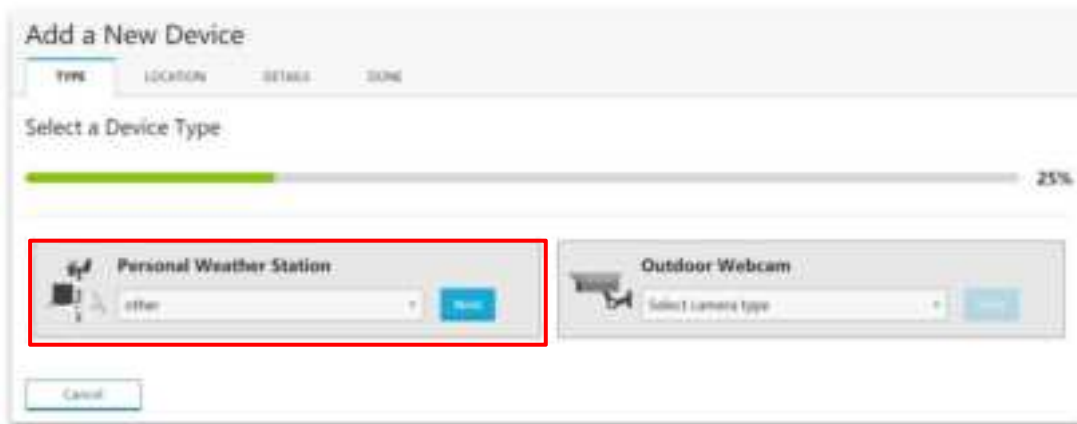 Add a New Device
TYPE LOCATION DETAILS DONE
Select a Device Type
25%
Personal Weather Station
other
Next
Outdoor Webcam
Select camera type
Next
Cancel